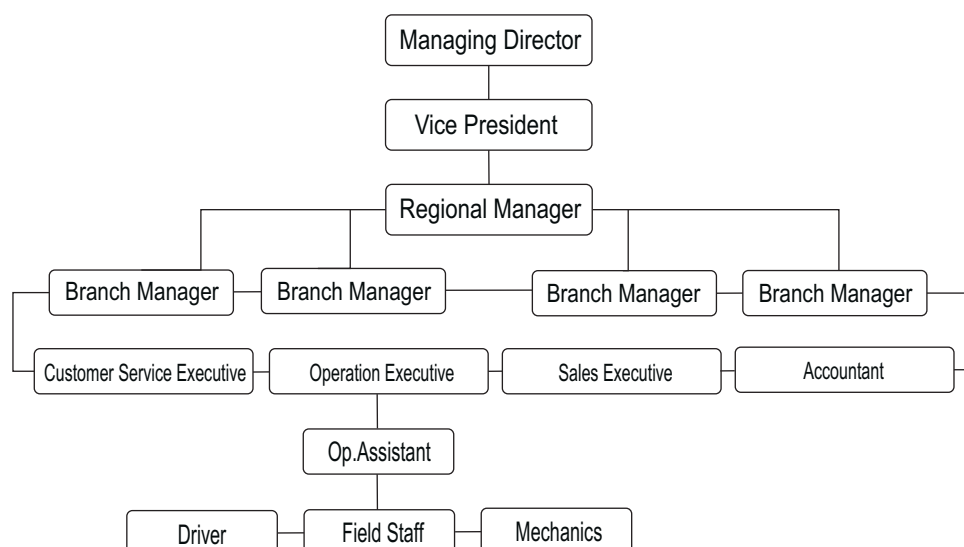 Managing Director
Vice President
Regional Manager
Branch Manager
Branch Manager
Branch Manager
Branch Manager
Customer Service Executive
Operation Executive
Sales Executive
Accountant
Op.Assistant
Driver
Field Staff
Mechanics